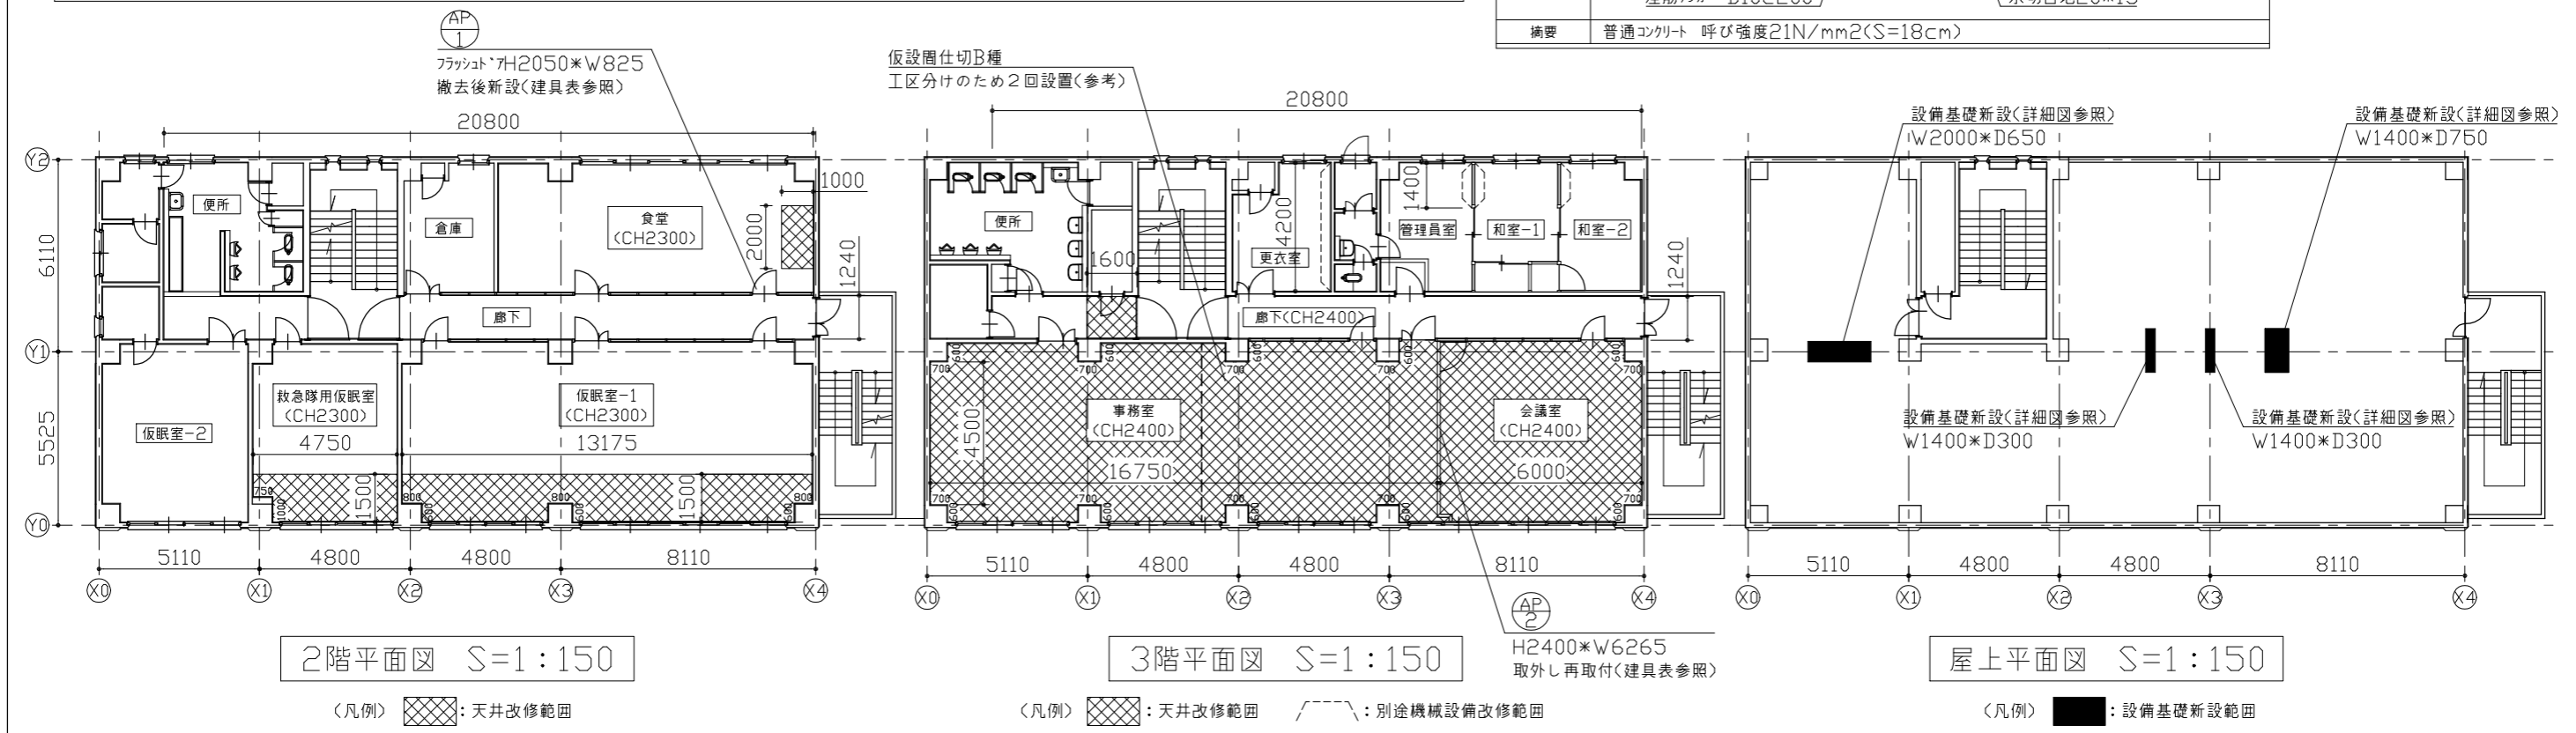 摘要 普通コンクリート 呼び強度21N/mm2(S=18cm)
AP
1
フラッシュドアH2050*W825
撤去後新設(建具表参照)
20800
Y2
Y1
Y0
6110
5525
便所
倉庫
食堂
(CH2300)
1000
2000
1240
廊下
仮眠室-2
救急隊用仮眠室
(CH2300)
4750
仮眠室-1
(CH2300)
13175
750
1000
1500
800
600
800
600
1500
800
600
5110
4800
4800
8110
X0
X1
X2
X3
X4
2階平面図 S=1:150
(凡例)
:天井改修範囲
仮設間仕切B種
工区分けのため2回設置(参考)
20800
便所
1600
更衣室
4200
1400
管理員室
和室-1
和室-2
1240
廊下(CH2400)
600
700
600
700
700
600
700
600
700
4500
事務室
(CH2400)
16750
会議室
(CH2400)
6000
700
600
700
600
700
600
700
600
700
600
5110
4800
4800
8110
X0
X1
X2
X3
X4
AP
2
H2400*W6265
取外し再取付(建具表参照)
3階平面図 S=1:150
(凡例)
:天井改修範囲
:別途機械設備改修範囲
設備基礎新設(詳細図参照)
W2000*D650
設備基礎新設(詳細図参照)
W1400*D750
設備基礎新設(詳細図参照)
W1400*D300
設備基礎新設(詳細図参照)
W1400*D300
5110
4800
4800
8110
X0
X1
X2
X3
X4
屋上平面図 S=1:150
(凡例)
:設備基礎新設範囲